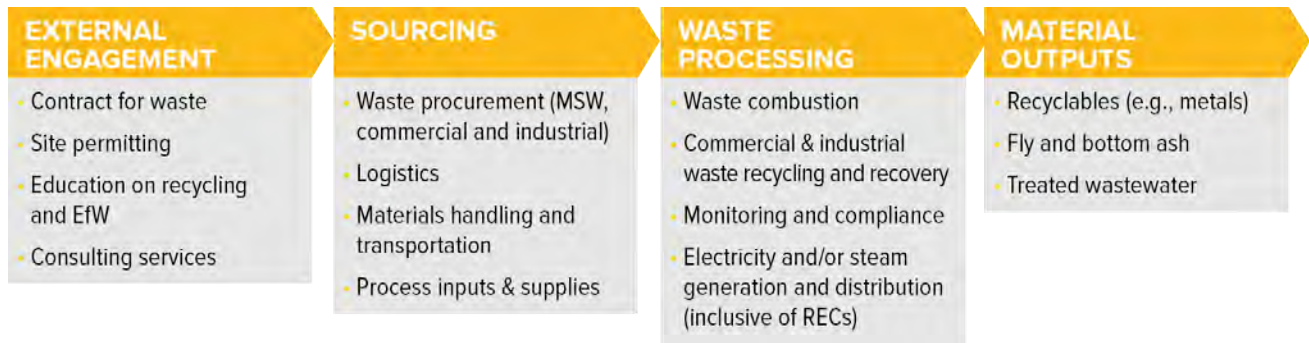 EXTERNAL
ENGAGEMENT
• Contract for waste
• Site permitting
• Education on recycling
and EfW
• Consulting services
SOURCING
• Waste procurement (MSW,
commercial and industrial)
• Logistics
• Materials handling and
transportation
• Process inputs & supplies
WASTE
PROCESSING
• Waste combustion
• Commercial & industrial
waste recycling and recovery
• Monitoring and compliance
• Electricity and/or steam
generation and distribution
(inclusive of RECs)
MATERIAL
OUTPUTS
• Recyclables (e.g., metals)
• Fly and bottom ash
• Treated wastewater